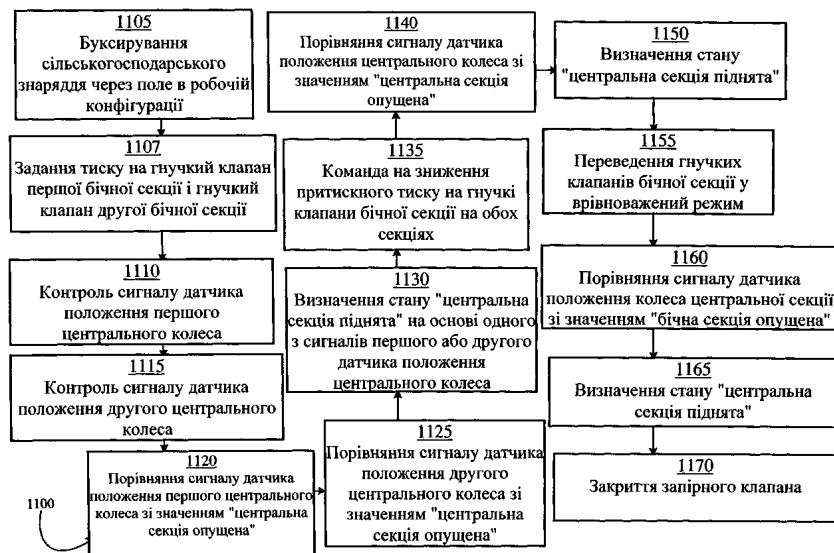 1105
Буксирування
сільськогосподарського
знаряддя через поле в робочій
конфігурації
1107
Задання тиску на гнучкий клапан
першої бічної секції і гнучкий
клапан другої бічної секції
1110
Контроль сигналу датчика
положення першого
центрального колеса
1115
Контроль сигналу датчика
положення другого центрального
колеса
1120
Порівняння сигналу датчика
положення першого центрального
колеса зі значенням "центральна
секція опущена"
1100
1125
Порівняння сигналу датчика
положення другого
центрального колеса зі
значенням "центральна
секція опущена"
1130
Визначення стану "центральна
секція піднята" на основі одного
з сигналів першого або другого
датчика положення
центрального колеса
1135
Команда на зниження
притискного тиску на гнучкі
клапани бічної секції на обох
секціях
1140
Порівняння сигналу датчика
положення центрального колеса зі
значенням "центральна секція
опущена"
1150
Визначення стану
"центральна секція піднята"
1155
Переведення гнучких
клапанів бічної секції у
врівноважений режим
1160
Порівняння сигналу датчика
положення колеса центральної секції
зі значенням "бічна секція опущена"
1165
Визначення стану "центральна
секція піднята"
1170
Закриття запірного клапана